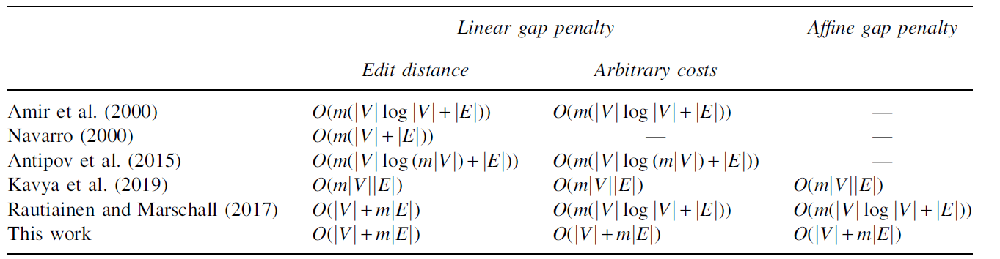 Linear gap penalty Affine gap penalty
Edit distance Arbitrary costs
Amir et al. (2000) O(m(|V| log |V| + |E|)) O(m(|V| log |V| + |E|)) —
Navarro (2000) O(m(|V| + |E|)) — —
Antipov et al. (2015) O(m(|V| log (m|V|) + |E|)) O(m(|V| log (m|V|) + |E|)) —
Kavya et al. (2019) O(m|V||E|) O(m|V||E|) O(m|V||E|)
Rautiainen and Marschall (2017) O(|V| + m|E|) O(m(|V| log |V| + |E|)) O(m(|V| log |V| + |E|))
This work O(|V| + m|E|) O(|V| + m|E|) O(|V| + m|E|)